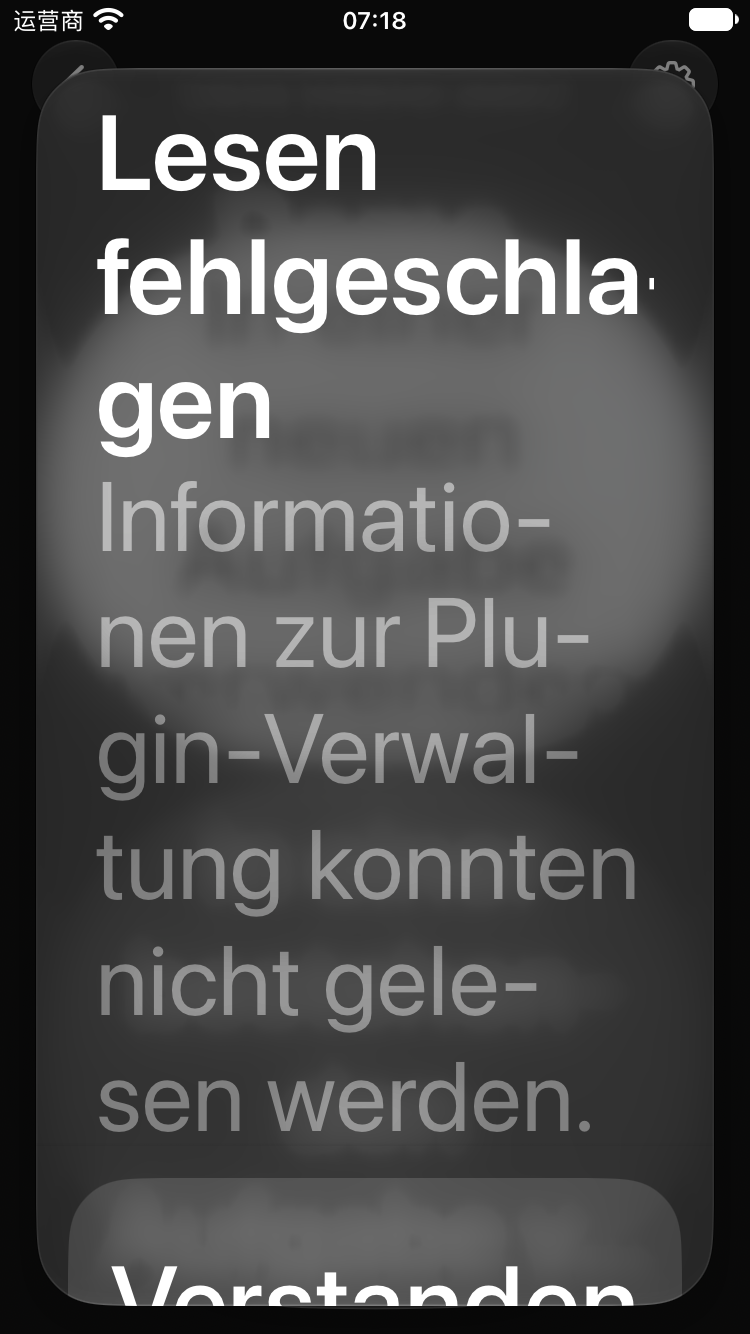 运营商
07:18
Lesen
fehlgeschla-
gen
Informatio-
nen zur Plu-
gin-Verwal-
tung konnten
nicht gele-
sen werden.
Verstanden